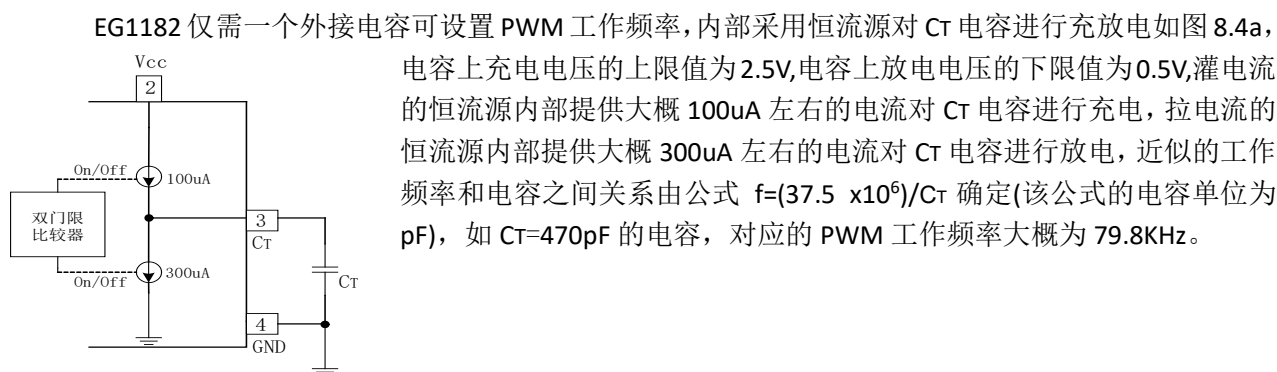 EG1182 仅需一个外接电容可设置 PWM 工作频率，内部采用恒流源对 CT 电容进行充放电如图 8.4a，
电容上充电电压的上限值为 2.5V,电容上放电电压的下限值为 0.5V,灌电流
的恒流源内部提供大概 100uA 左右的电流对 CT 电容进行充电，拉电流的
恒流源内部提供大概 300uA 左右的电流对 CT 电容进行放电，近似的工作
频率和电容之间关系由公式 f=(37.5 x10⁶)/CT 确定(该公式的电容单位为
pF)，如 CT=470pF 的电容，对应的 PWM 工作频率大概为 79.8KHz。
Vcc
2
On/Off
100uA
双门限
比较器
3
CT
On/Off
300uA
CT
4
GND